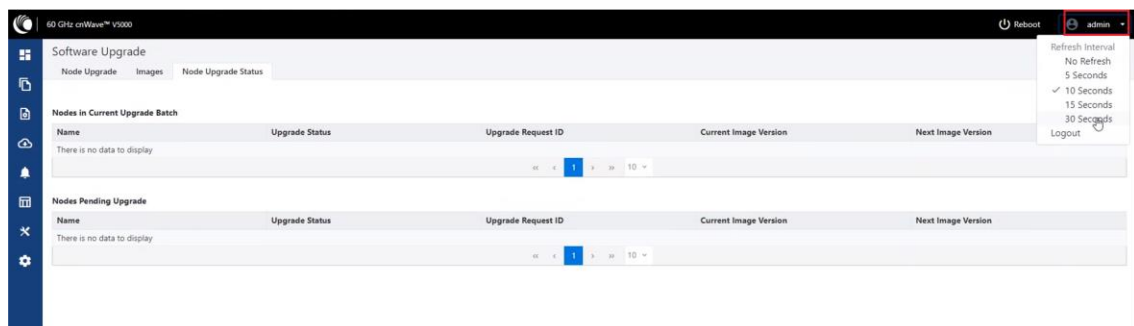 60 GHz cnWave™ V5000
Reboot
admin
Software Upgrade
Node Upgrade Images Node Upgrade Status
Refresh Interval
No Refresh
5 Seconds
10 Seconds
15 Seconds
30 Seconds
Logout
Nodes in Current Upgrade Batch
Name Upgrade Status Upgrade Request ID Current Image Version Next Image Version
There is no data to display
« ‹ 1 › » 10
Nodes Pending Upgrade
Name Upgrade Status Upgrade Request ID Current Image Version Next Image Version
There is no data to display
« ‹ 1 › » 10